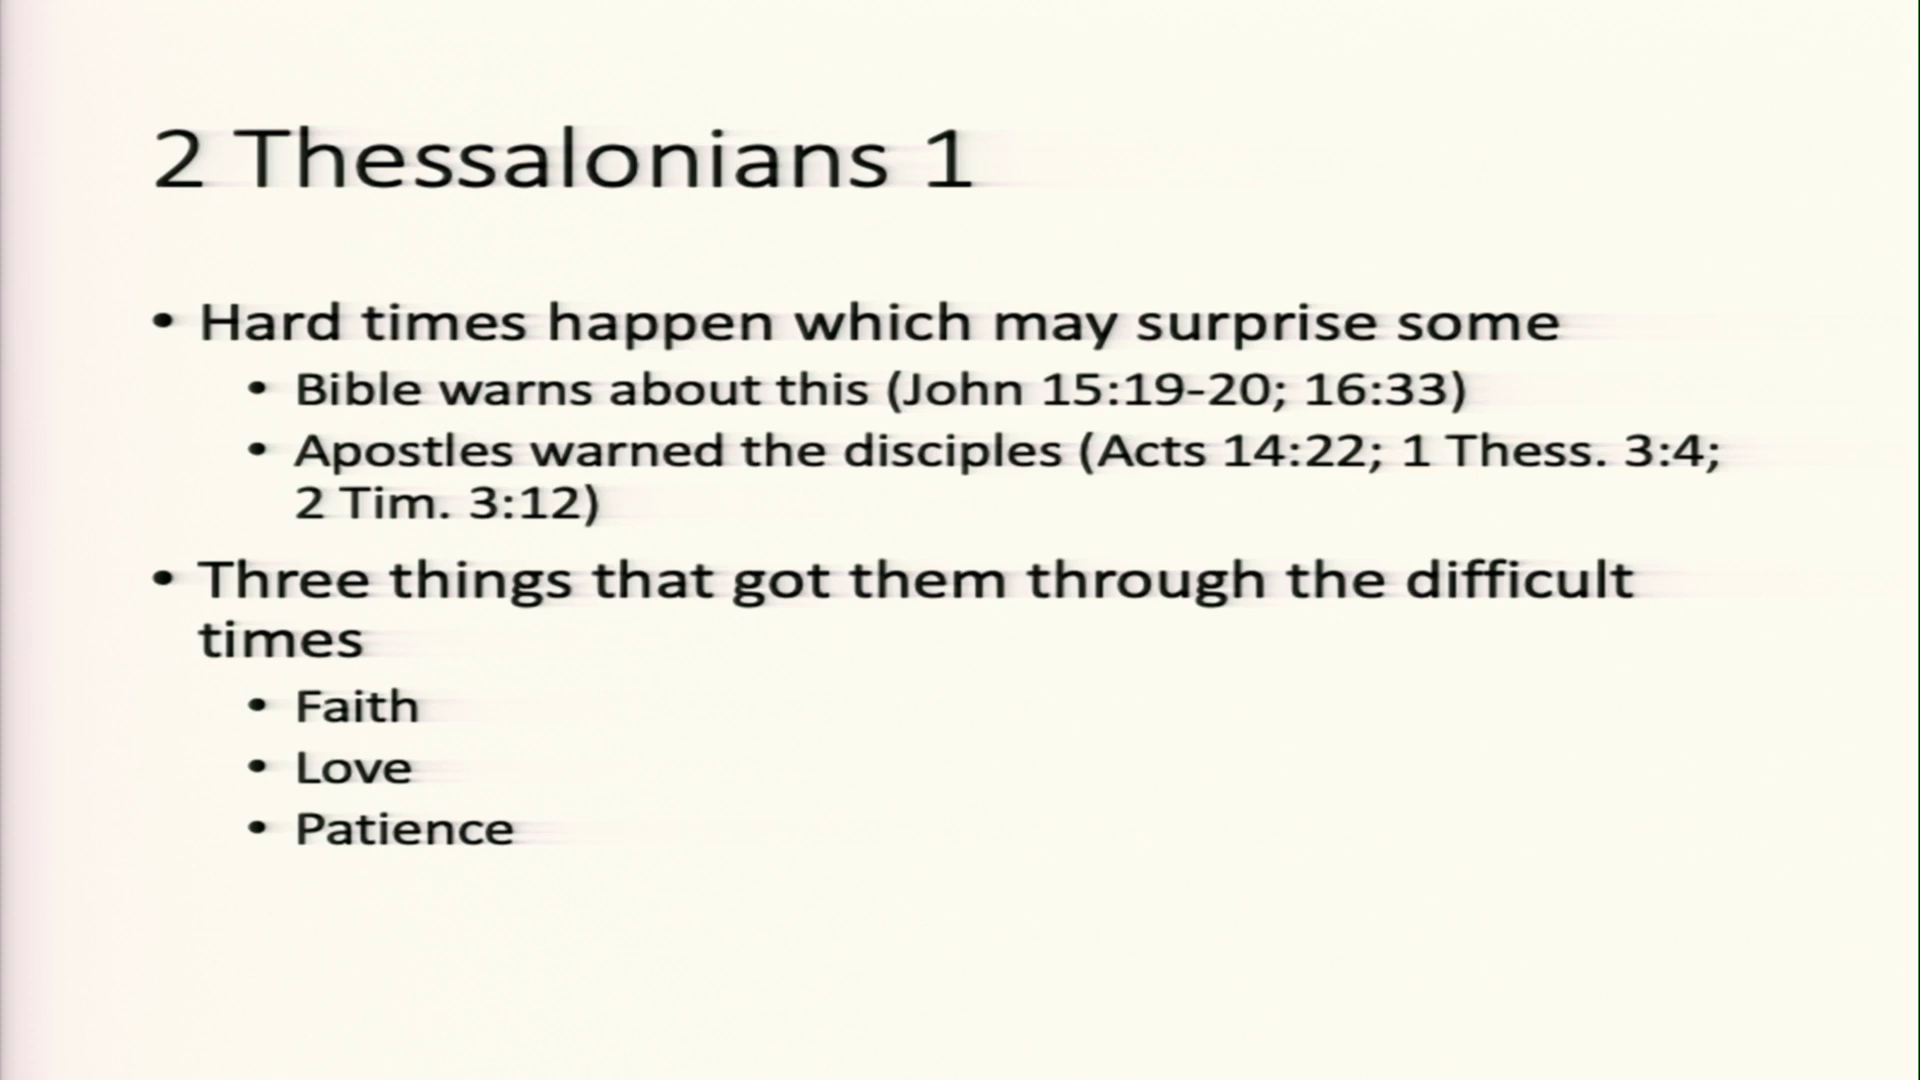 2 Thessalonians 1
• Hard times happen which may surprise some
• Bible warns about this (John 15:19-20; 16:33)
• Apostles warned the disciples (Acts 14:22; 1 Thess. 3:4;
2 Tim. 3:12)
• Three things that got them through the difficult
times
• Faith
• Love
• Patience